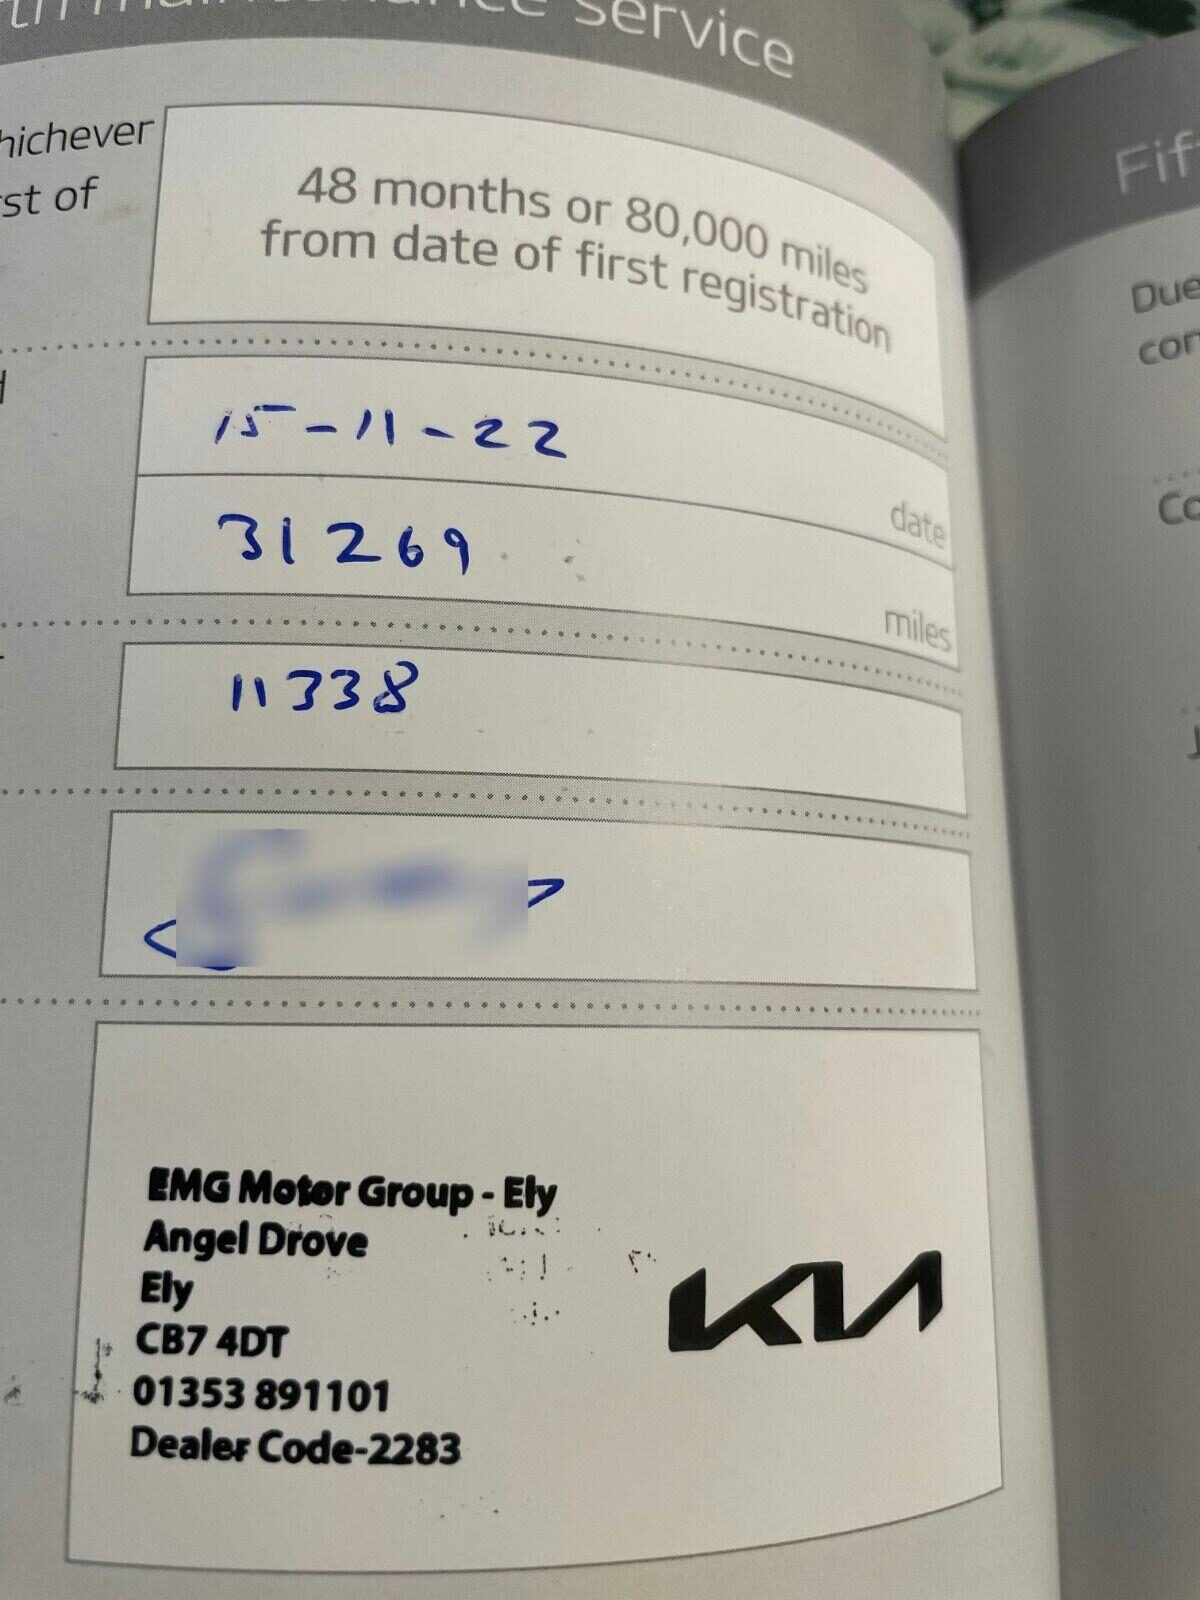 maintenance service
hichever
st of
48 months or 80,000 miles
from date of first registration
15-11-22
date
31269
miles
11338
EMG Motor Group - Ely
Angel Drove
Ely
CB7 4DT
01353 891101
Dealer Code-2283
KIA
Fif
Due
con
Co
J